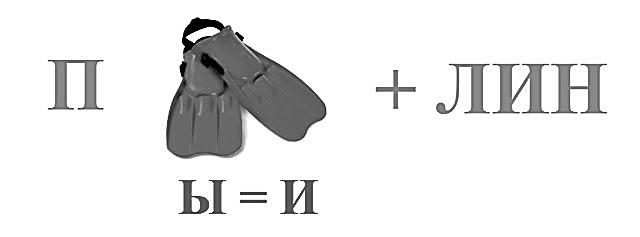 П + ЛИН
Ы = И